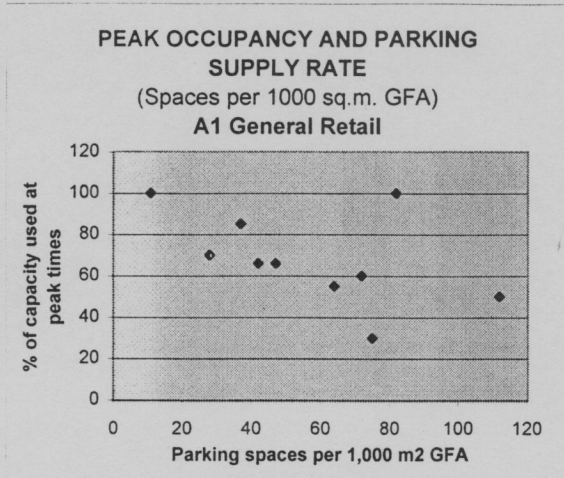 PEAK OCCUPANCY AND PARKING
SUPPLY RATE
(Spaces per 1000 sq.m. GFA)
A1 General Retail
120
100
80
60
40
20
0
% of capacity used at
peak times
0 20 40 60 80 100 120
Parking spaces per 1,000 m2 GFA